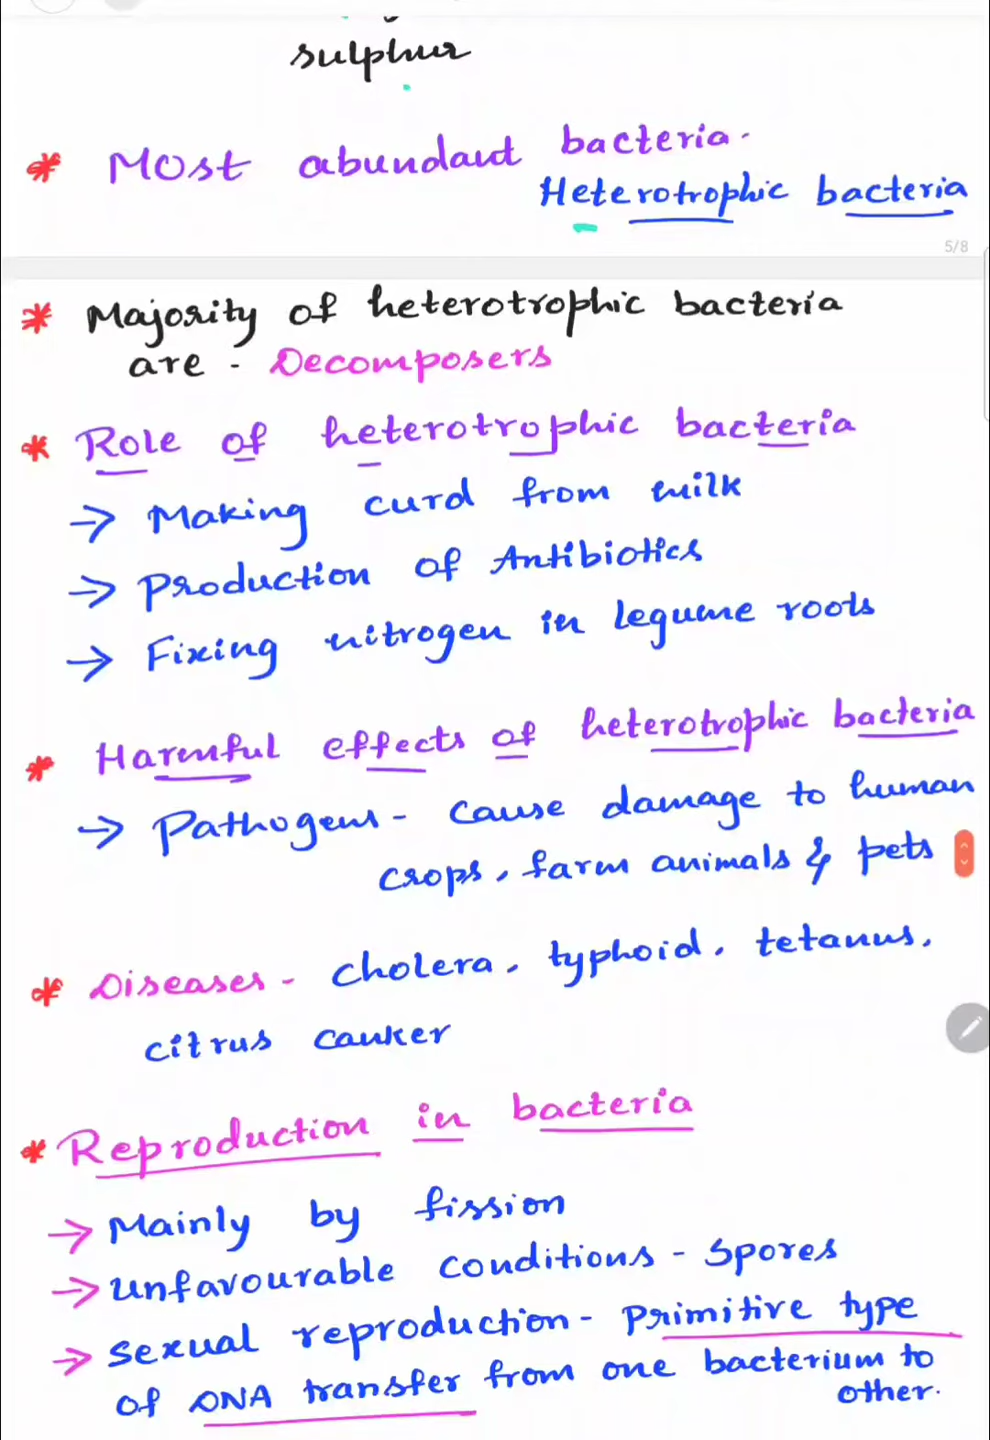 sulphur
* Most abundant bacteria -
Heterotrophic bacteria
5/8
* Majority of heterotrophic bacteria
are - Decomposers
* Role of heterotrophic bacteria
→ Making curd from milk
→ Production of Antibiotics
→ Fixing nitrogen in legume roots
* Harmful effects of heterotrophic bacteria
→ Pathogens - cause damage to human
crops, farm animals & pets
* Diseases - cholera, typhoid, tetanus,
citrus canker
* Reproduction in bacteria
→ Mainly by fission
→ Unfavourable conditions - Spores
→ Sexual reproduction - Primitive type
of DNA transfer from one bacterium to
other.